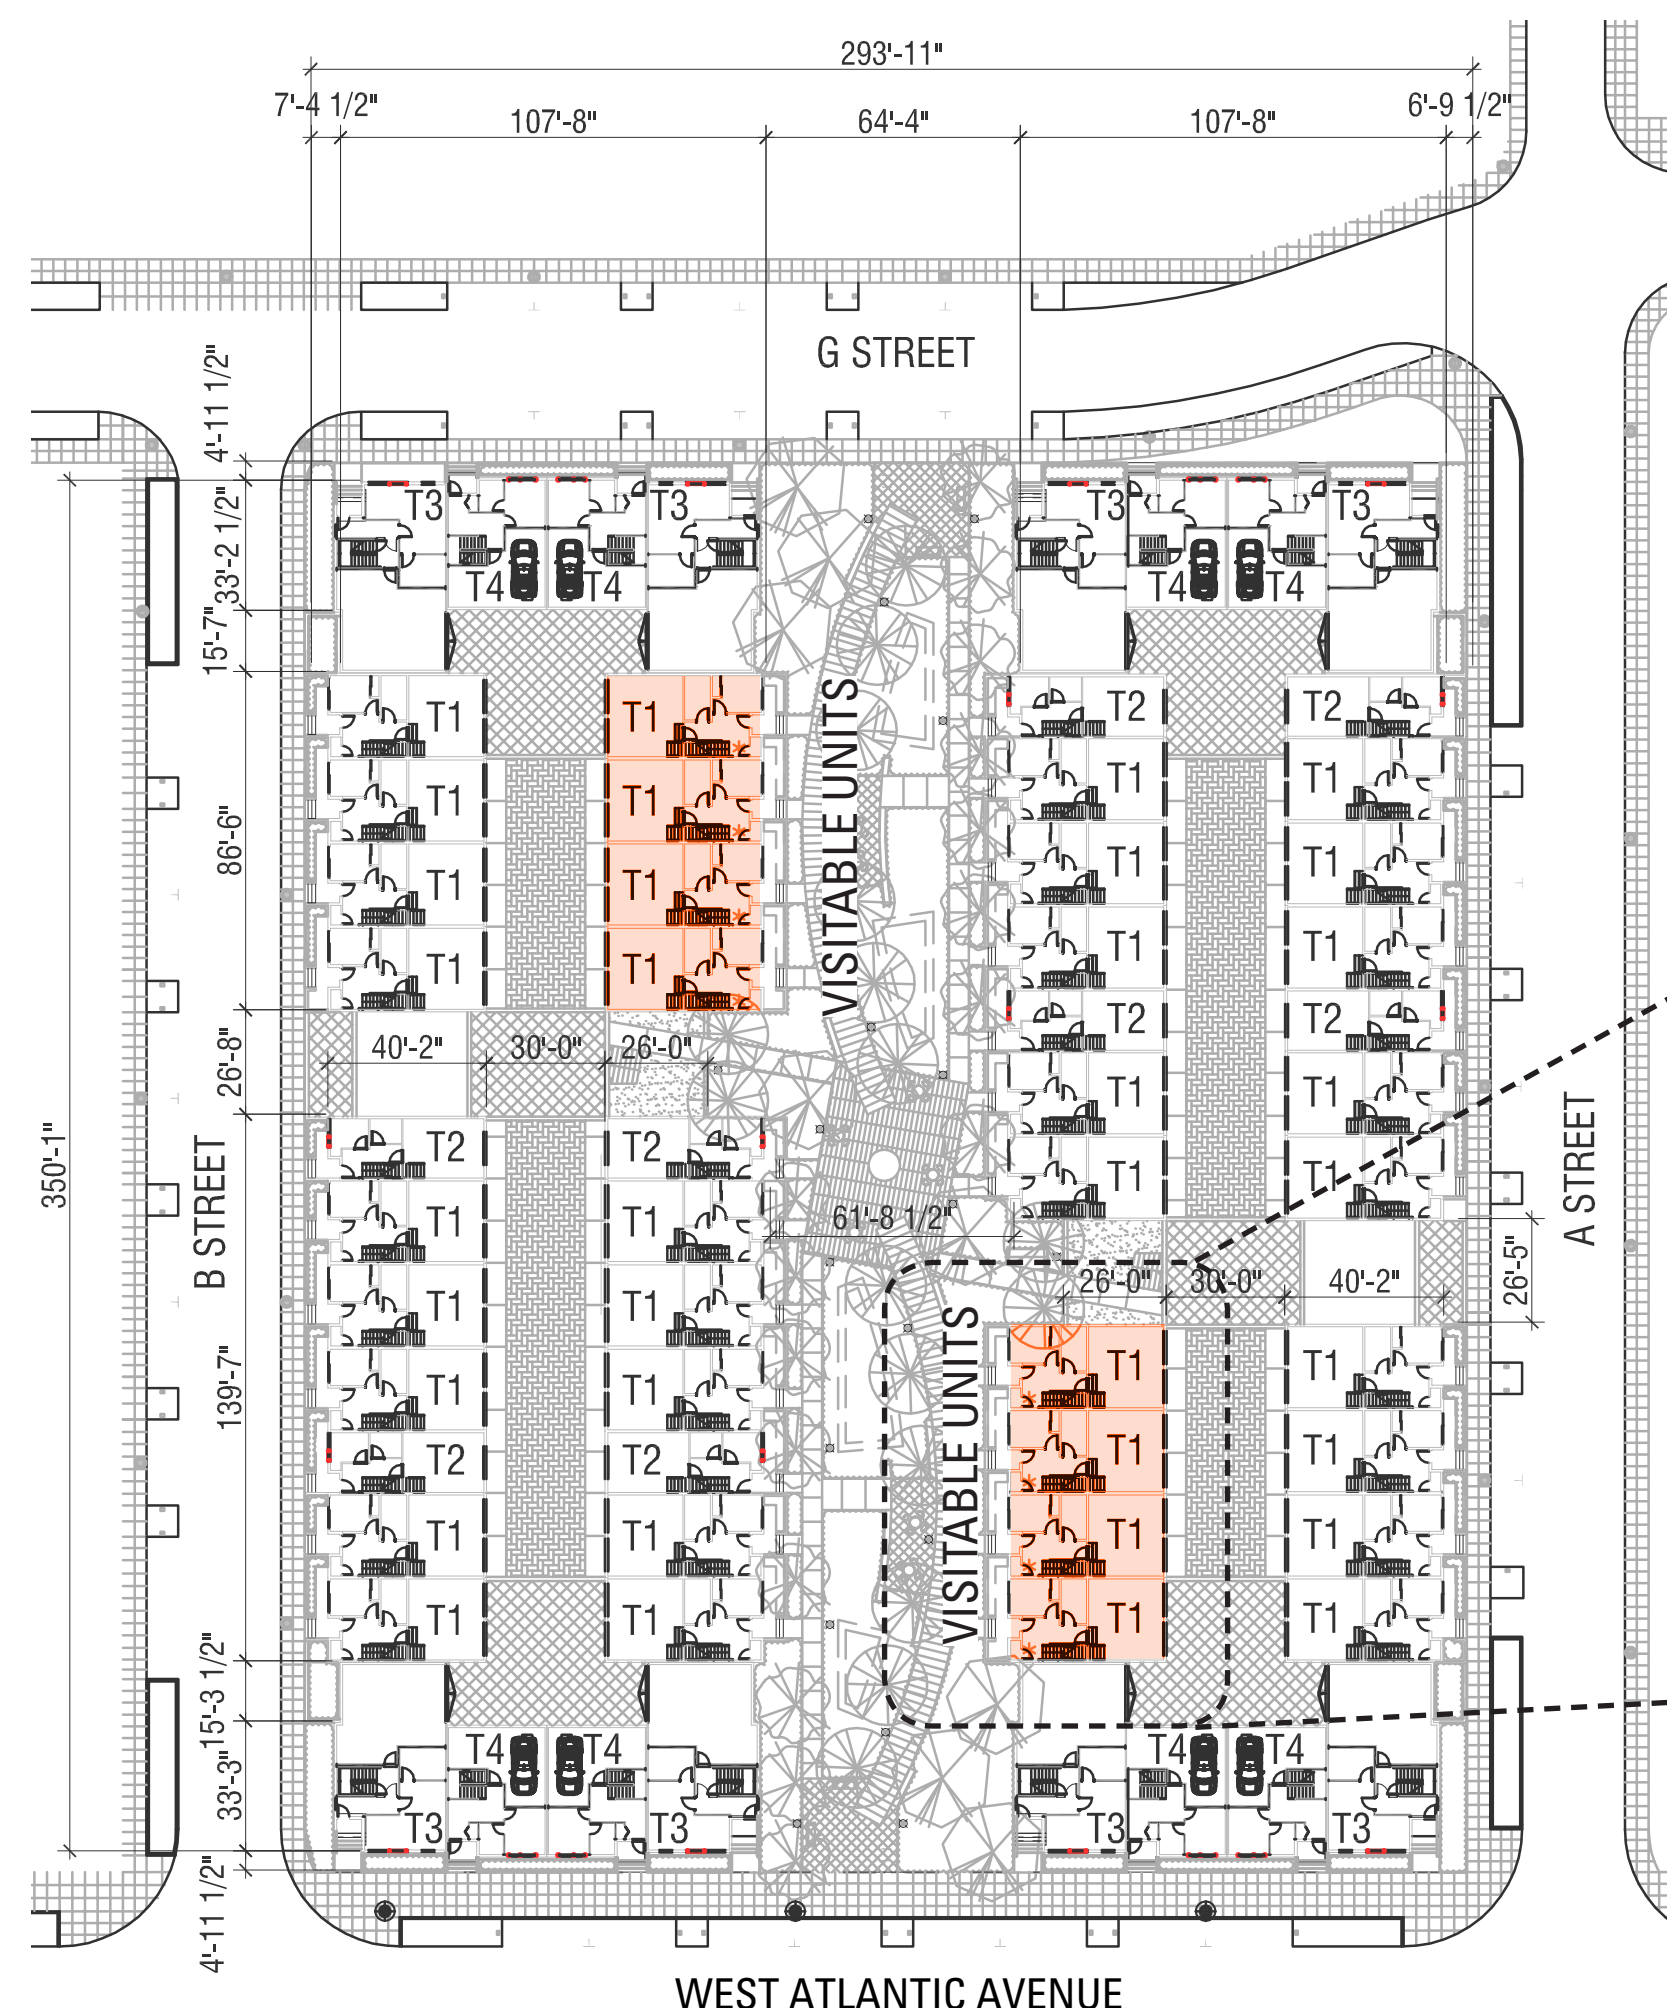 293'-11"
7'-4 1/2" 107'-8" 64'-4" 107'-8" 6'-9 1/2"
G STREET
4'-11 1/2"
33'-2 1/2"
15'-7"
86'-6"
26'-8"
350'-1"
B STREET
139'-7"
15'-3 1/2"
33'-3"
4'-11 1/2"
T3 T3 T3 T3
T4 T4 T4 T4
T1 T1 T2 T2
T1 T1 T1 T1
T1 T1 T1 T1
T1 T1 T1 T1
VISITABLE UNITS
T2 T2
40'-2" 30'-0" 26'-0"
T1 T1
T2 T2 T1 T1
T1 T1
61'-8 1/2"
26'-0" 30'-0" 40'-2"
26'-5"
A STREET
T1 T1
T1 T1 T1 T1
T2 T2 T1 T1
T1 T1 T1 T1
T1 T1 T1 T1
VISITABLE UNITS
T4 T4 T4 T4
T3 T3 T3 T3
WEST ATLANTIC AVENUE